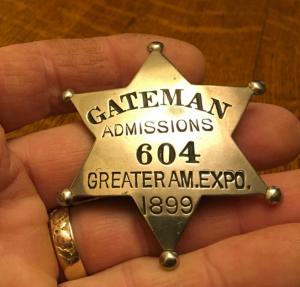 GATEMAN
ADMISSIONS
604
GREATER AM. EXPO.
1899